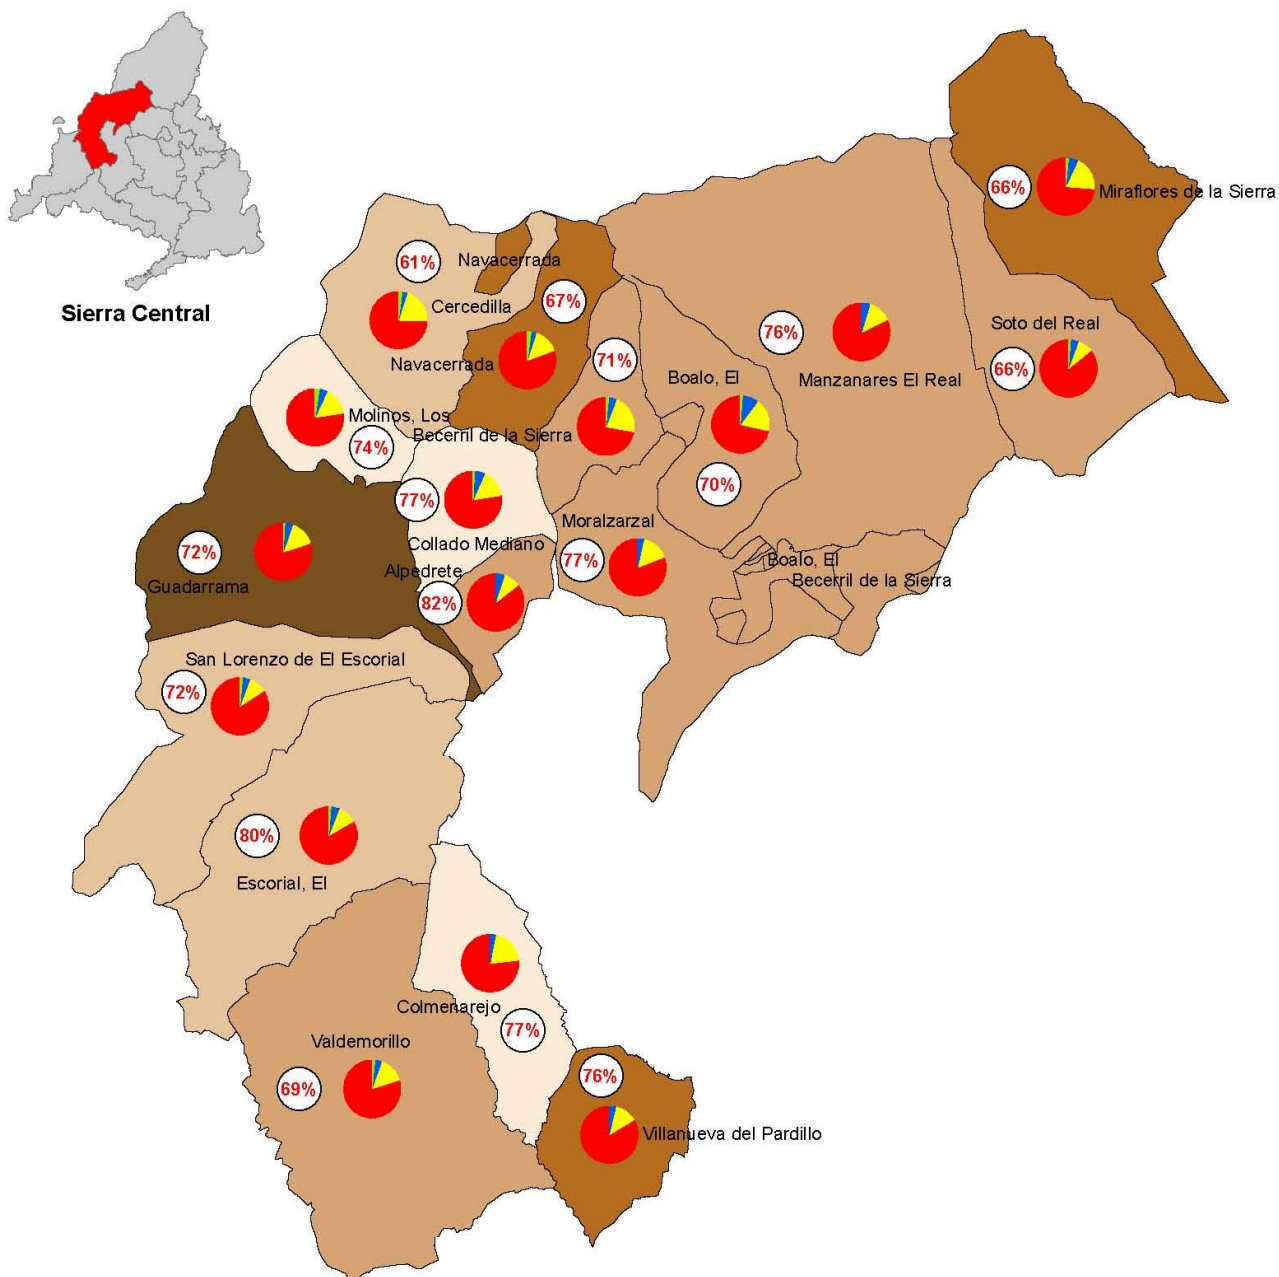 Sierra Central
66%
Miraflores de la Sierra
61%
Navacerrada
Cercedilla
67%
Navacerrada
71%
Boalo, El
76%
Manzanares El Real
Soto del Real
66%
Molinos, Los
74%
Becerril de la Sierra
70%
77%
Collado Mediano
Moralzarzal
77%
Boalo, El
Becerril de la Sierra
72%
Guadarrama
Alpedrete
82%
San Lorenzo de El Escorial
72%
80%
Escorial, El
Colmenarejo
77%
Valdemorillo
69%
76%
Villanueva del Pardillo